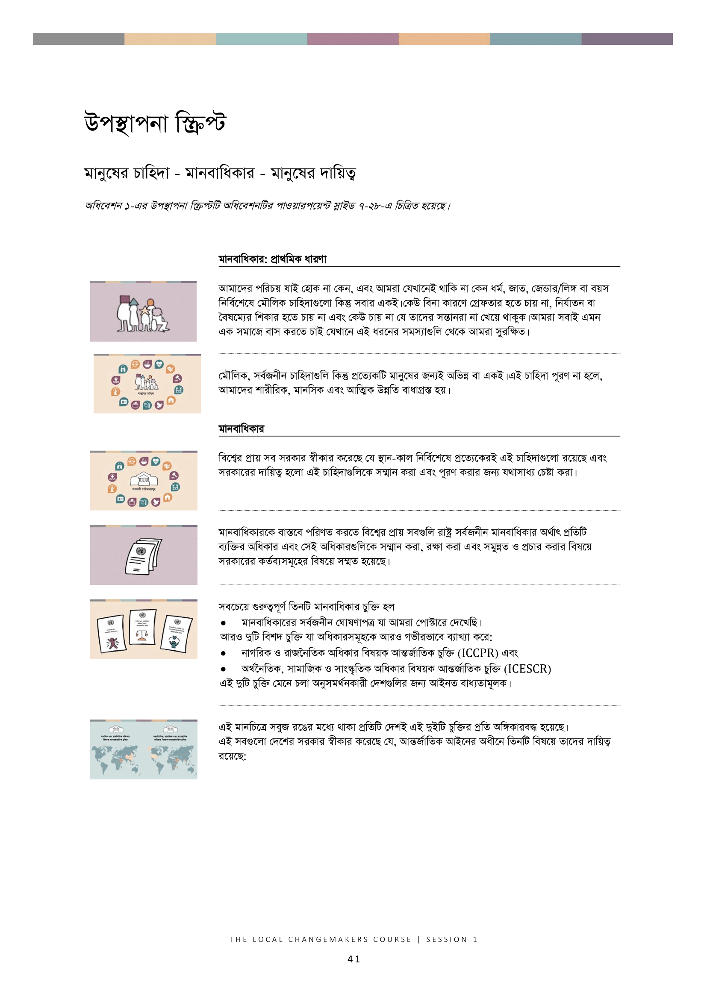 উপস্থাপনা স্ক্রিপ্ট
মানুষের চাহিদা - মানবাধিকার - মানুষের দায়িত্ব
অধিবেশন ১-এর উপস্থাপনা স্ক্রিপ্টটি অধিবেশনটির পাওয়ারপয়েন্ট স্লাইড ৭-২৮-এ চিত্রিত হয়েছে।
মানবাধিকার: প্রাথমিক ধারণা
আমাদের পরিচয় যাই হোক না কেন, এবং আমরা যেখানেই থাকি না কেন ধর্ম, জাত, জেন্ডার/লিঙ্গ বা বয়স
নির্বিশেষে মৌলিক চাহিদাগুলো কিন্তু সবার একই।কেউ বিনা কারণে গ্রেফতার হতে চায় না, নির্যাতন বা
বৈষম্যের শিকার হতে চায় না এবং কেউ চায় না যে তাদের সন্তানরা না খেয়ে থাকুক।আমরা সবাই এমন
এক সমাজে বাস করতে চাই যেখানে এই ধরনের সমস্যাগুলি থেকে আমরা সুরক্ষিত।
মানুষের চাহিদা
মৌলিক, সর্বজনীন চাহিদাগুলি কিন্তু প্রত্যেকটি মানুষের জন্যই অভিন্ন বা একই।এই চাহিদা পূরণ না হলে,
আমাদের শারীরিক, মানসিক এবং আত্মিক উন্নতি বাধাগ্রস্ত হয়।
মানবাধিকার
বিশ্বের প্রায় সব সরকার স্বীকার করেছে যে স্থান-কাল নির্বিশেষে প্রত্যেকেরই এই চাহিদাগুলো রয়েছে এবং
সরকারের দায়িত্ব হলো এই চাহিদাগুলিকে সম্মান করা এবং পূরণ করার জন্য যথাসাধ্য চেষ্টা করা।
মানবাধিকারকে বাস্তবে পরিণত করতে বিশ্বের প্রায় সবগুলি রাষ্ট্র সর্বজনীন মানবাধিকার অর্থাৎ প্রতিটি
ব্যক্তির অধিকার এবং সেই অধিকারগুলিকে সম্মান করা, রক্ষা করা এবং সমুন্নত ও প্রচার করার বিষয়ে
সরকারের কর্তব্যসমূহের বিষয়ে সম্মত হয়েছে।
সবচেয়ে গুরুত্বপূর্ণ তিনটি মানবাধিকার চুক্তি হল
● মানবাধিকারের সর্বজনীন ঘোষণাপত্র যা আমরা পোস্টারে দেখেছি।
আরও দুটি বিশদ চুক্তি যা অধিকারসমূহকে আরও গভীরভাবে ব্যাখ্যা করে:
● নাগরিক ও রাজনৈতিক অধিকার বিষয়ক আন্তর্জাতিক চুক্তি (ICCPR) এবং
● অর্থনৈতিক, সামাজিক ও সাংস্কৃতিক অধিকার বিষয়ক আন্তর্জাতিক চুক্তি (ICESCR)
এই দুটি চুক্তি মেনে চলা অনুসমর্থনকারী দেশগুলির জন্য আইনত বাধ্যতামূলক।
এই মানচিত্রে সবুজ রঙের মধ্যে থাকা প্রতিটি দেশই এই দুইটি চুক্তির প্রতি অঙ্গিকারবদ্ধ হয়েছে।
এই সবগুলো দেশের সরকার স্বীকার করেছে যে, আন্তর্জাতিক আইনের অধীনে তিনটি বিষয়ে তাদের দায়িত্ব
রয়েছে:
THE LOCAL CHANGEMAKERS COURSE | SESSION 1
41